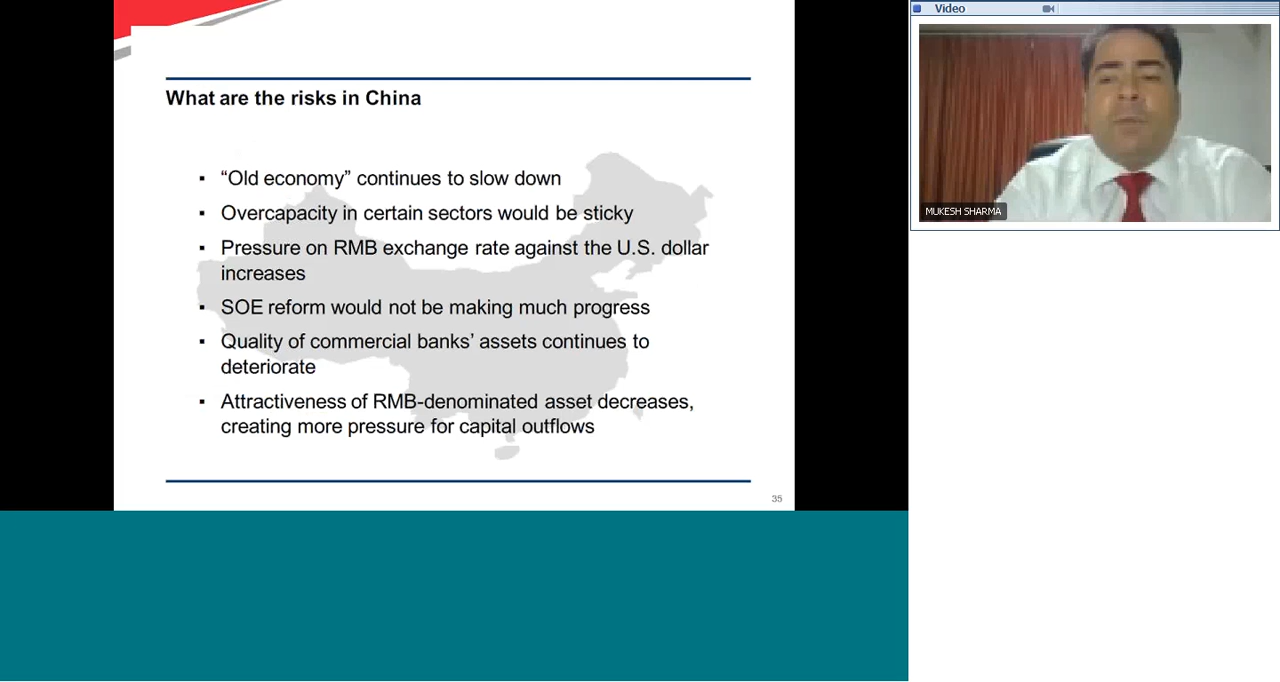 What are the risks in China
▪ “Old economy” continues to slow down
▪ Overcapacity in certain sectors would be sticky
▪ Pressure on RMB exchange rate against the U.S. dollar
increases
▪ SOE reform would not be making much progress
▪ Quality of commercial banks’ assets continues to
deteriorate
▪ Attractiveness of RMB-denominated asset decreases,
creating more pressure for capital outflows
35
Video
MUKESH SHARMA